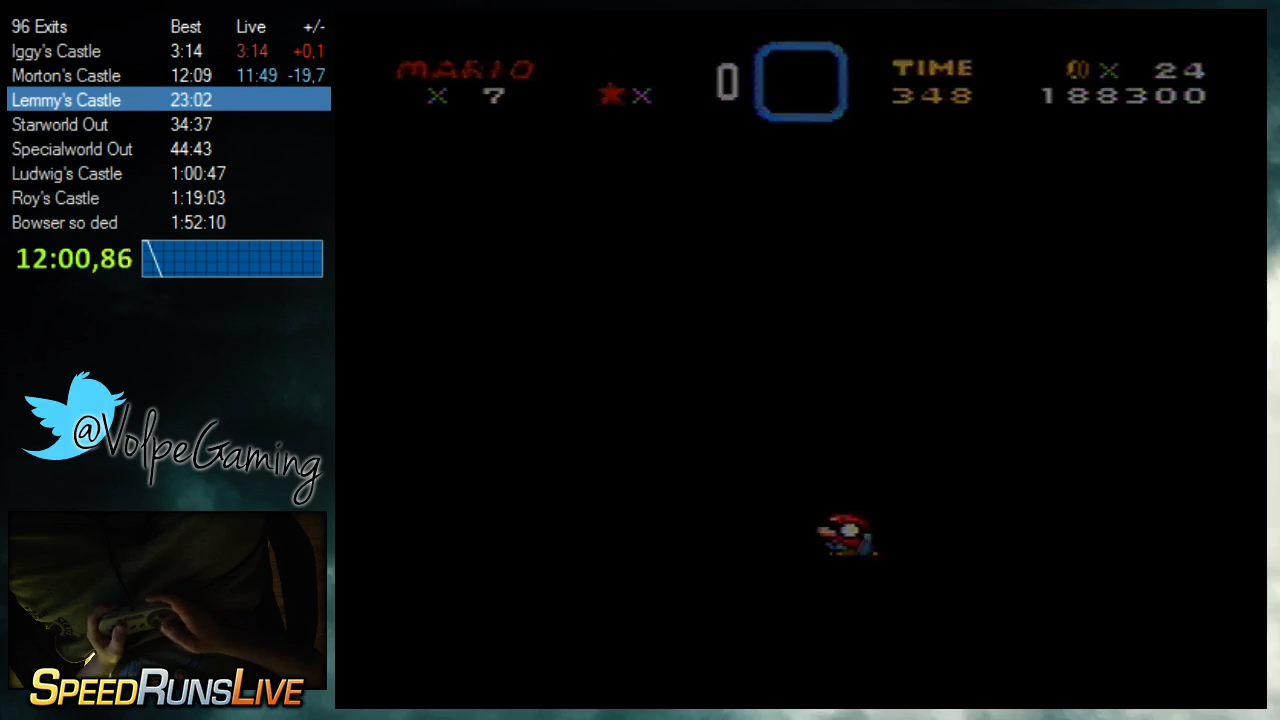 96 Exits Best Live +/-
Iggy's Castle 3:14 3:14 +0,1
Morton's Castle 12:09 11:49 -19,7
Lemmy's Castle 23:02
Starworld Out 34:37
Specialworld Out 44:43
Ludwig's Castle 1:00:47
Roy's Castle 1:19:03
Bowser so ded 1:52:10
12:00,86
@VolpeGaming
SPEEDRUNSLIVE
MARIO TIME x 24
x 7 ★x 0 348 188300